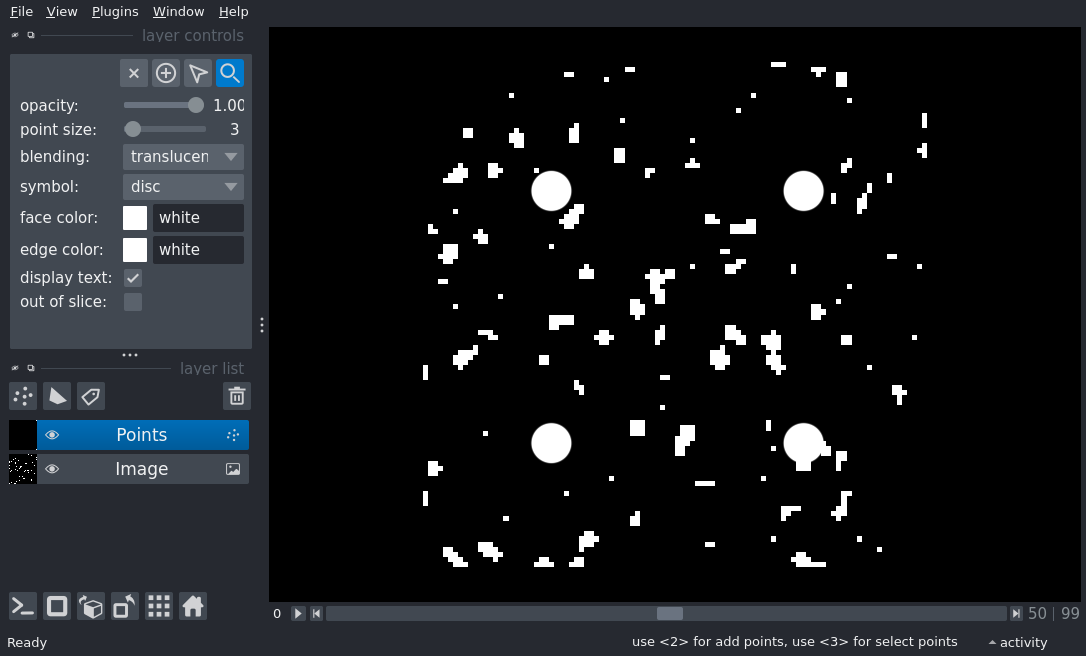 File View Plugins Window Help
layer controls
opacity: 1.00
point size: 3
blending: translucen
symbol: disc
face color: white
edge color: white
display text:
out of slice:
layer list
Points
Image
0 50 | 99
Ready use <2> for add points, use <3> for select points activity